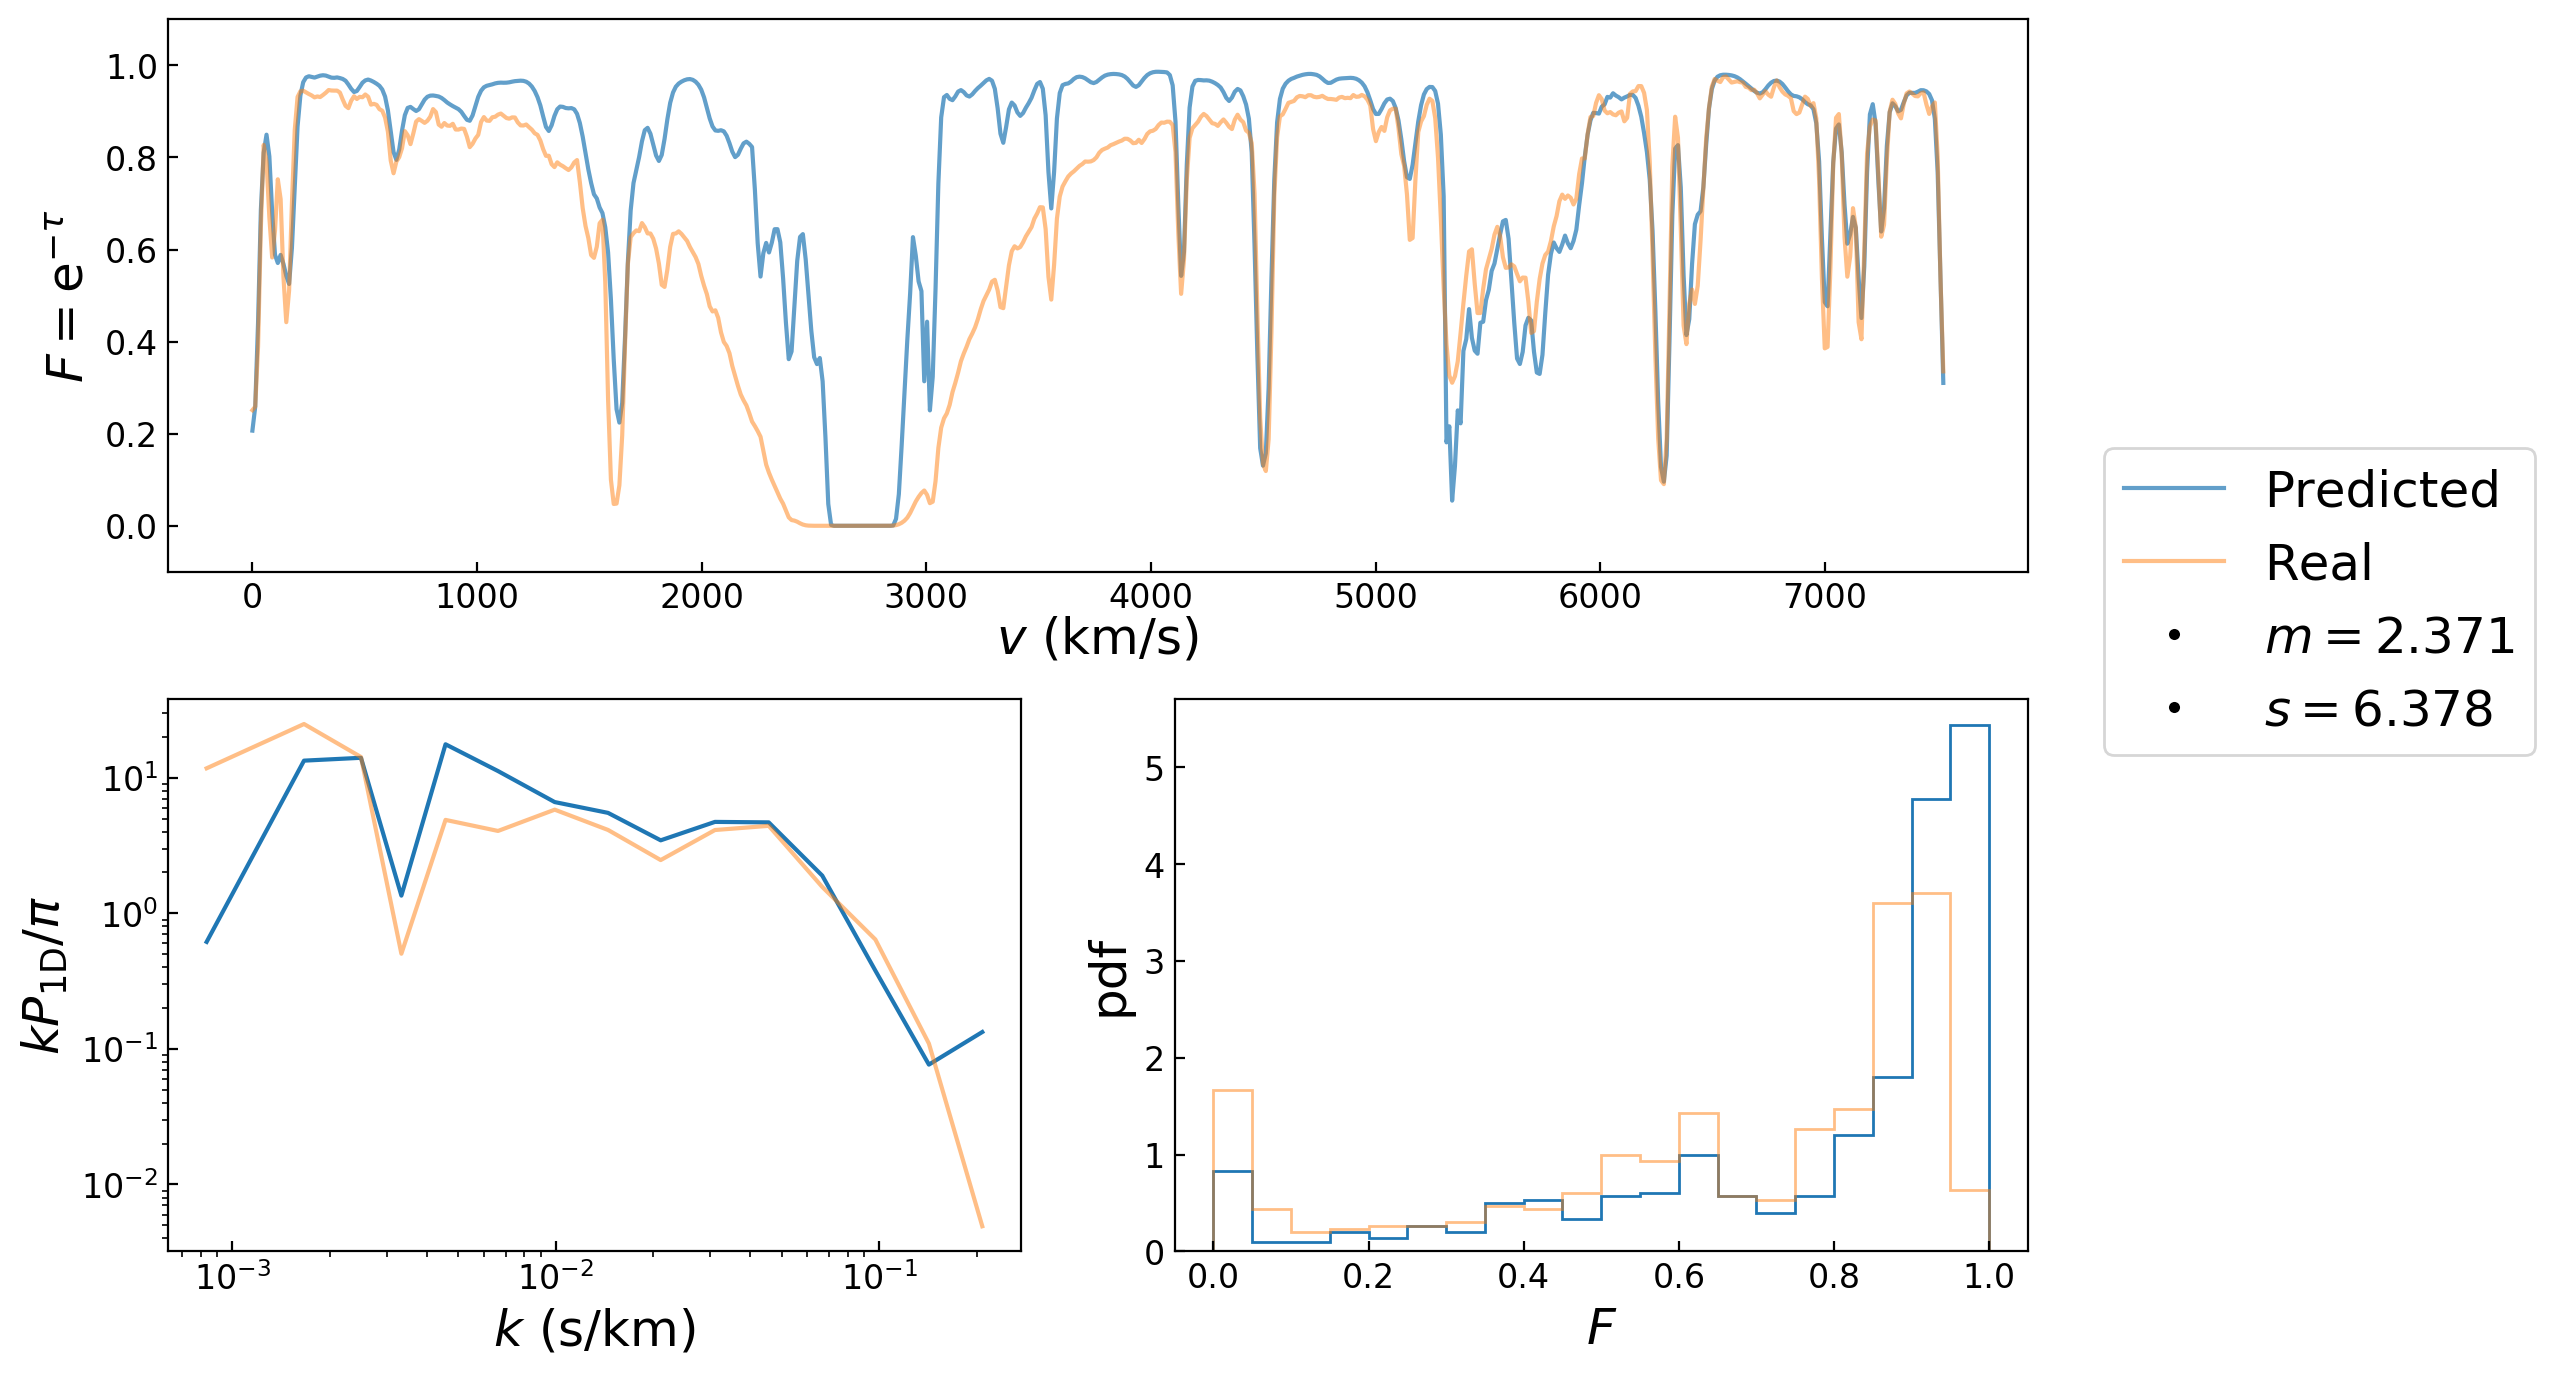 1.0
0.8
0.6
0.4
0.2
0.0
F = e^{−τ}
0 1000 2000 3000 4000 5000 6000 7000
v (km/s)
Predicted
Real
• m = 2.371
• s = 6.378
10^1
10^0
10^{−1}
10^{−2}
kP_{1D}/π
10^{−3} 10^{−2} 10^{−1}
k (s/km)
5
4
3
2
1
0
pdf
0.0 0.2 0.4 0.6 0.8 1.0
F